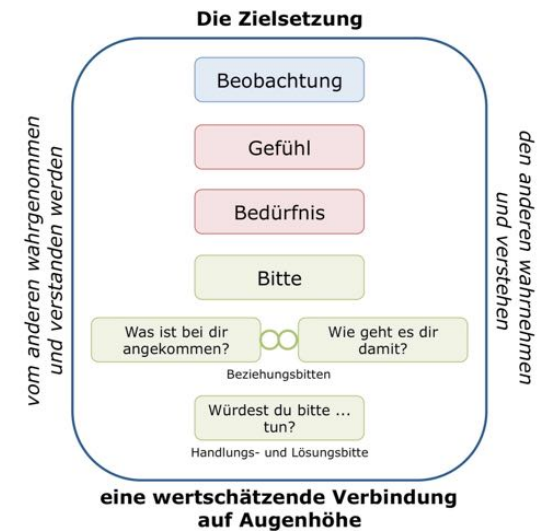 Die Zielsetzung
vom anderen wahrgenommen
und verstanden werden
Beobachtung
Gefühl
Bedürfnis
Bitte
Was ist bei dir
angekommen?
Wie geht es dir
damit?
Beziehungsbitten
Würdest du bitte ...
tun?
Handlungs- und Lösungsbitte
den anderen wahrnehmen
und verstehen
eine wertschätzende Verbindung
auf Augenhöhe